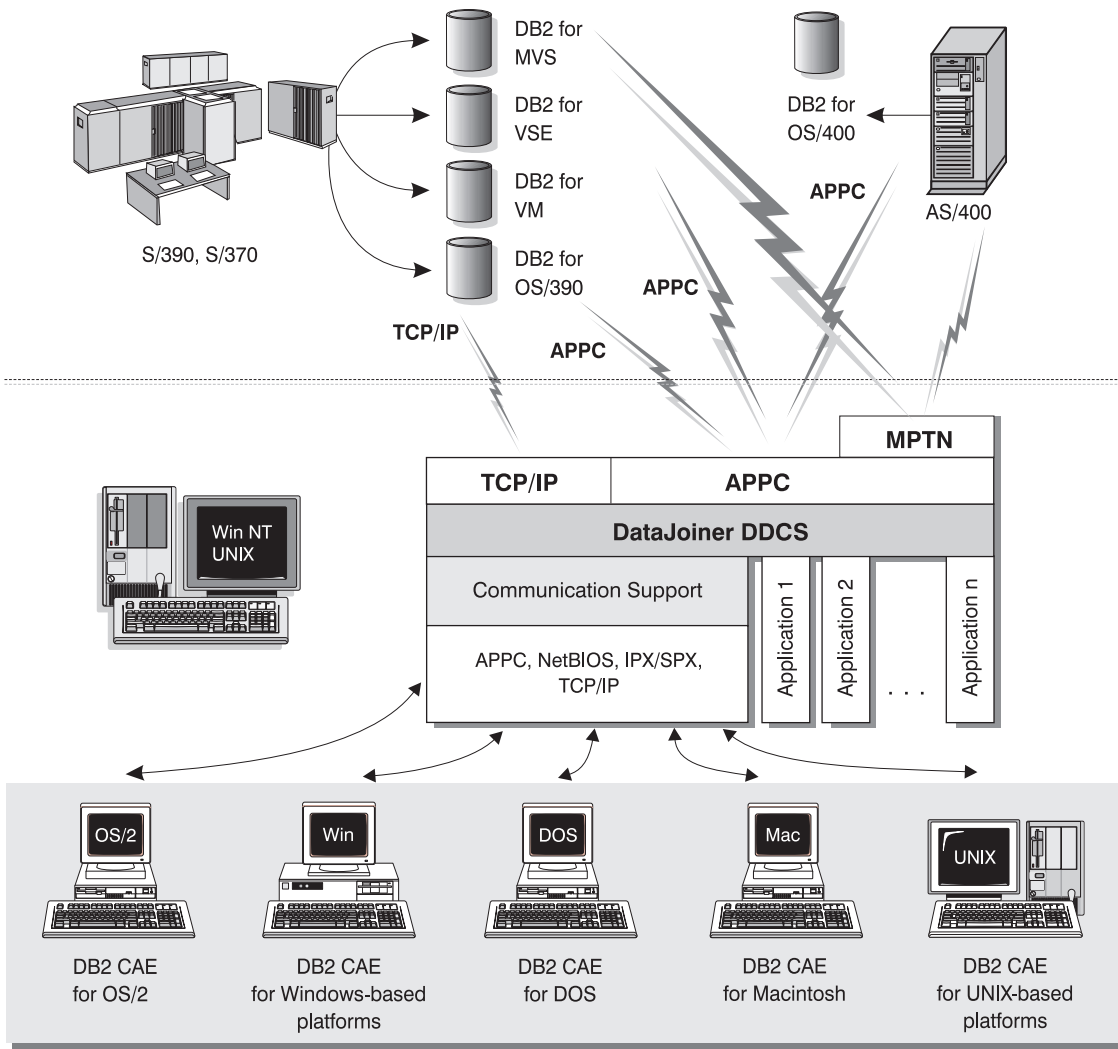 DB2 for
MVS
DB2 for
VSE
DB2 for
VM
DB2 for
OS/390
S/390, S/370
DB2 for
OS/400
AS/400
APPC
APPC
TCP/IP
APPC
MPTN
TCP/IP
APPC
DataJoiner DDCS
Communication Support
APPC, NetBIOS, IPX/SPX,
TCP/IP
Application 1
Application 2
. . .
Application n
Win NT
UNIX
OS/2
Win
DOS
Mac
UNIX
DB2 CAE
for OS/2
DB2 CAE
for Windows-based
platforms
DB2 CAE
for DOS
DB2 CAE
for Macintosh
DB2 CAE
for UNIX-based
platforms